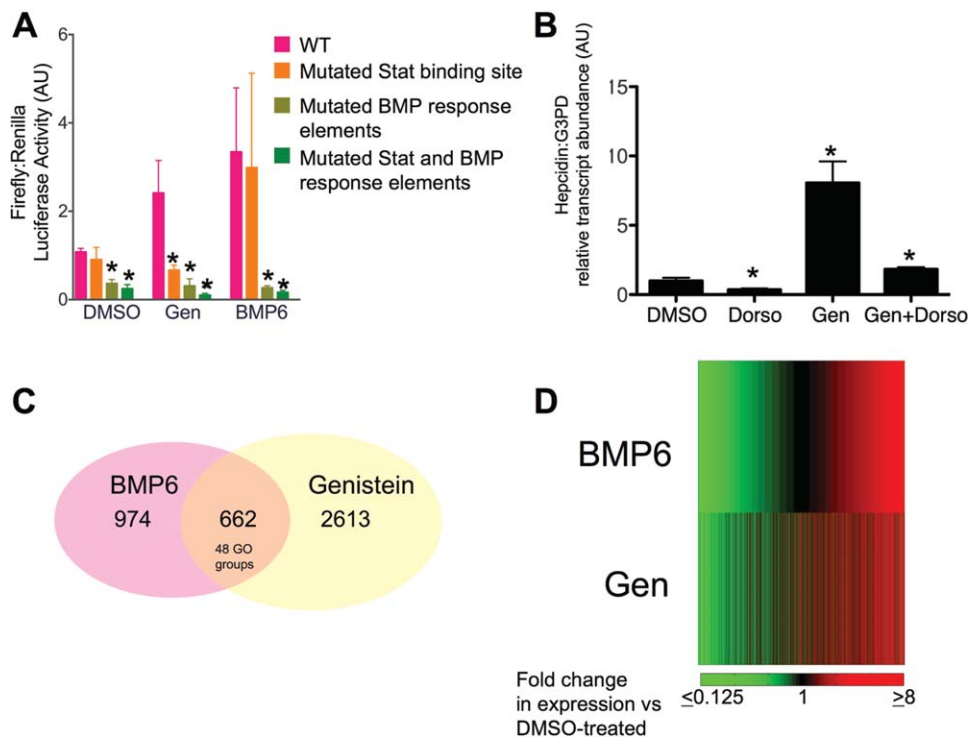 A
Firefly:Renilla
Luciferase Activity (AU)
6
4
2
0
* * * * * * *
DMSO Gen BMP6
WT
Mutated Stat binding site
Mutated BMP response
elements
Mutated Stat and BMP
response elements
B
Hepcidin:G3PD
relative transcript abundance (AU)
15
10
5
0
* * *
DMSO Dorso Gen Gen+Dorso
C
BMP6
974
662
48 GO
groups
Genistein
2613
D
BMP6
Gen
Fold change
in expression vs
DMSO-treated
≤0.125 1 ≥8